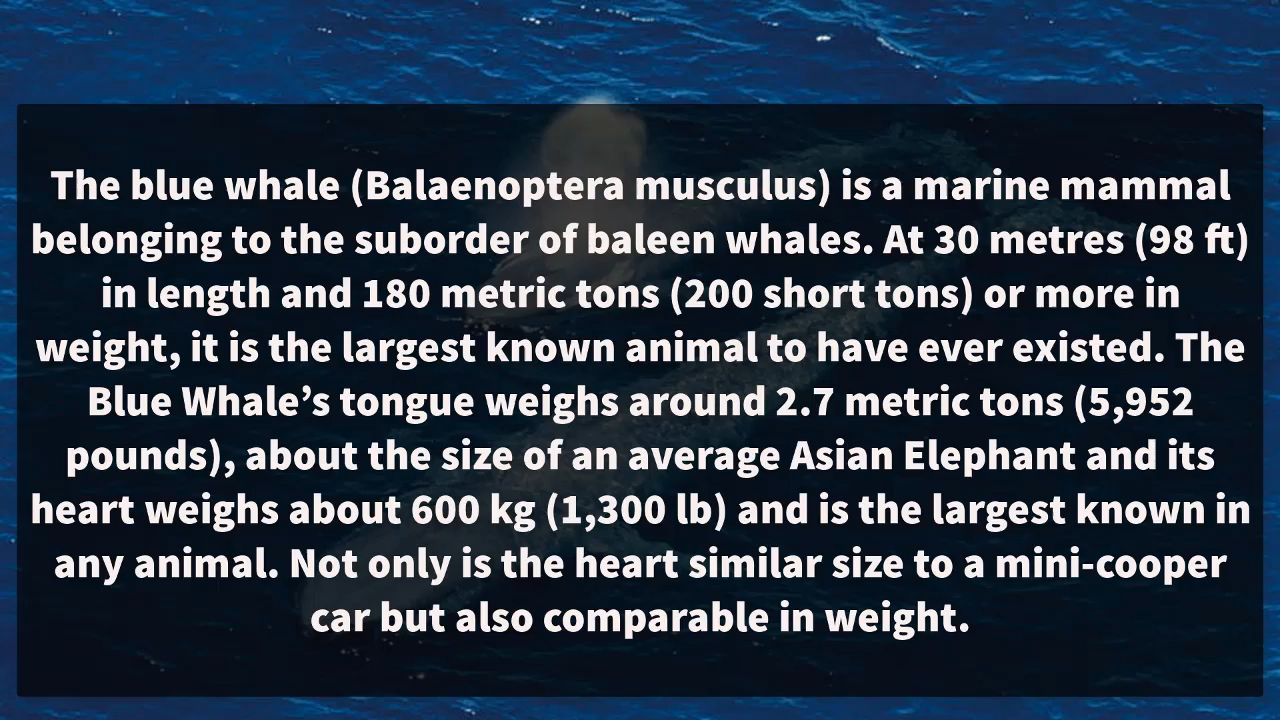 The blue whale (Balaenoptera musculus) is a marine mammal
belonging to the suborder of baleen whales. At 30 metres (98 ft)
in length and 180 metric tons (200 short tons) or more in
weight, it is the largest known animal to have ever existed. The
Blue Whale’s tongue weighs around 2.7 metric tons (5,952
pounds), about the size of an average Asian Elephant and its
heart weighs about 600 kg (1,300 lb) and is the largest known in
any animal. Not only is the heart similar size to a mini-cooper
car but also comparable in weight.